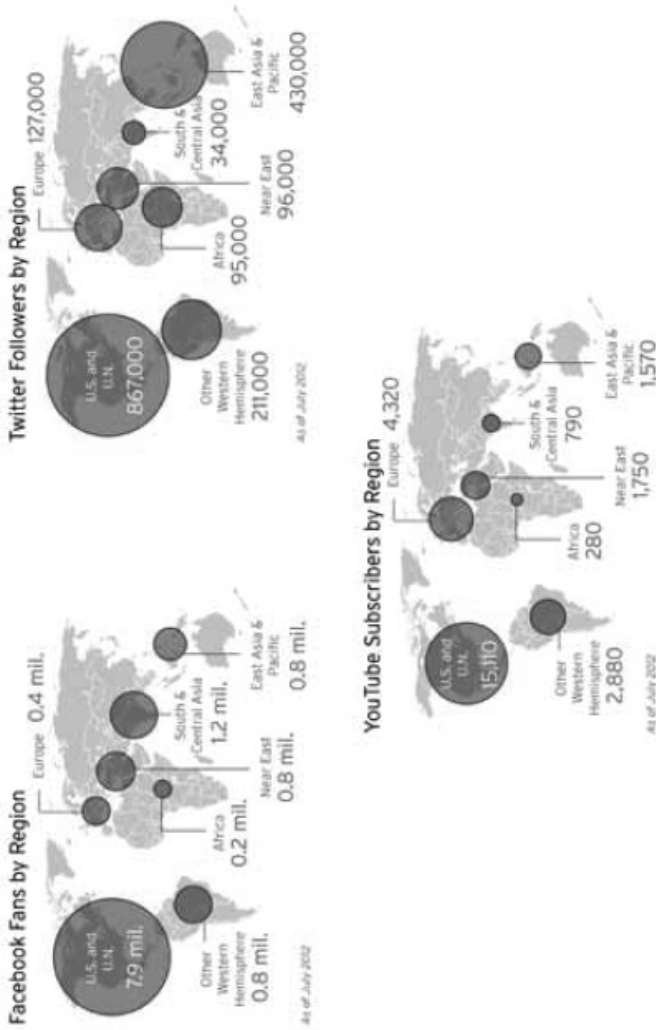 Facebook Fans by Region
U.S. and
U.N.
7.9 mil.
Other
Western
Hemisphere
0.8 mil.
Europe 0.4 mil.
Africa
0.2 mil.
Near East
0.8 mil.
South &
Central Asia
1.2 mil.
East Asia &
Pacific
0.8 mil.
As of July 2012
Twitter Followers by Region
U.S. and
U.N.
867,000
Other
Western
Hemisphere
211,000
Europe 127,000
Africa
95,000
Near East
96,000
South &
Central Asia
34,000
East Asia &
Pacific
430,000
As of July 2012
YouTube Subscribers by Region
U.S. and
U.N.
15,110
Other
Western
Hemisphere
2,880
Europe 4,320
Africa
280
Near East
1,750
South &
Central Asia
790
East Asia &
Pacific
1,570
As of July 2012